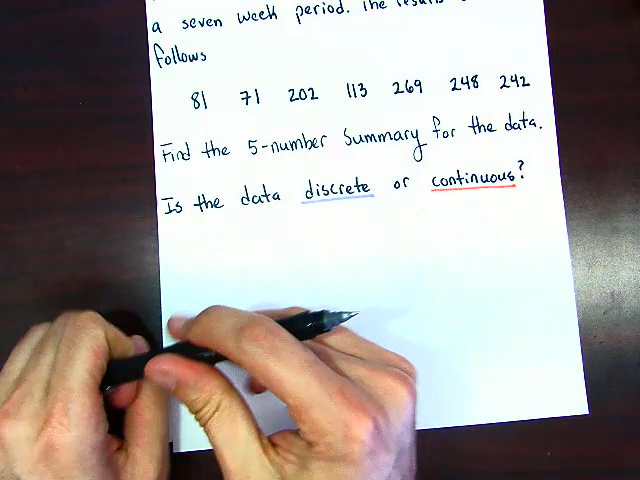 a seven week period. The results
follows
81 71 202 113 269 248 242
Find the 5-number Summary for the data.
Is the data discrete or continuous?